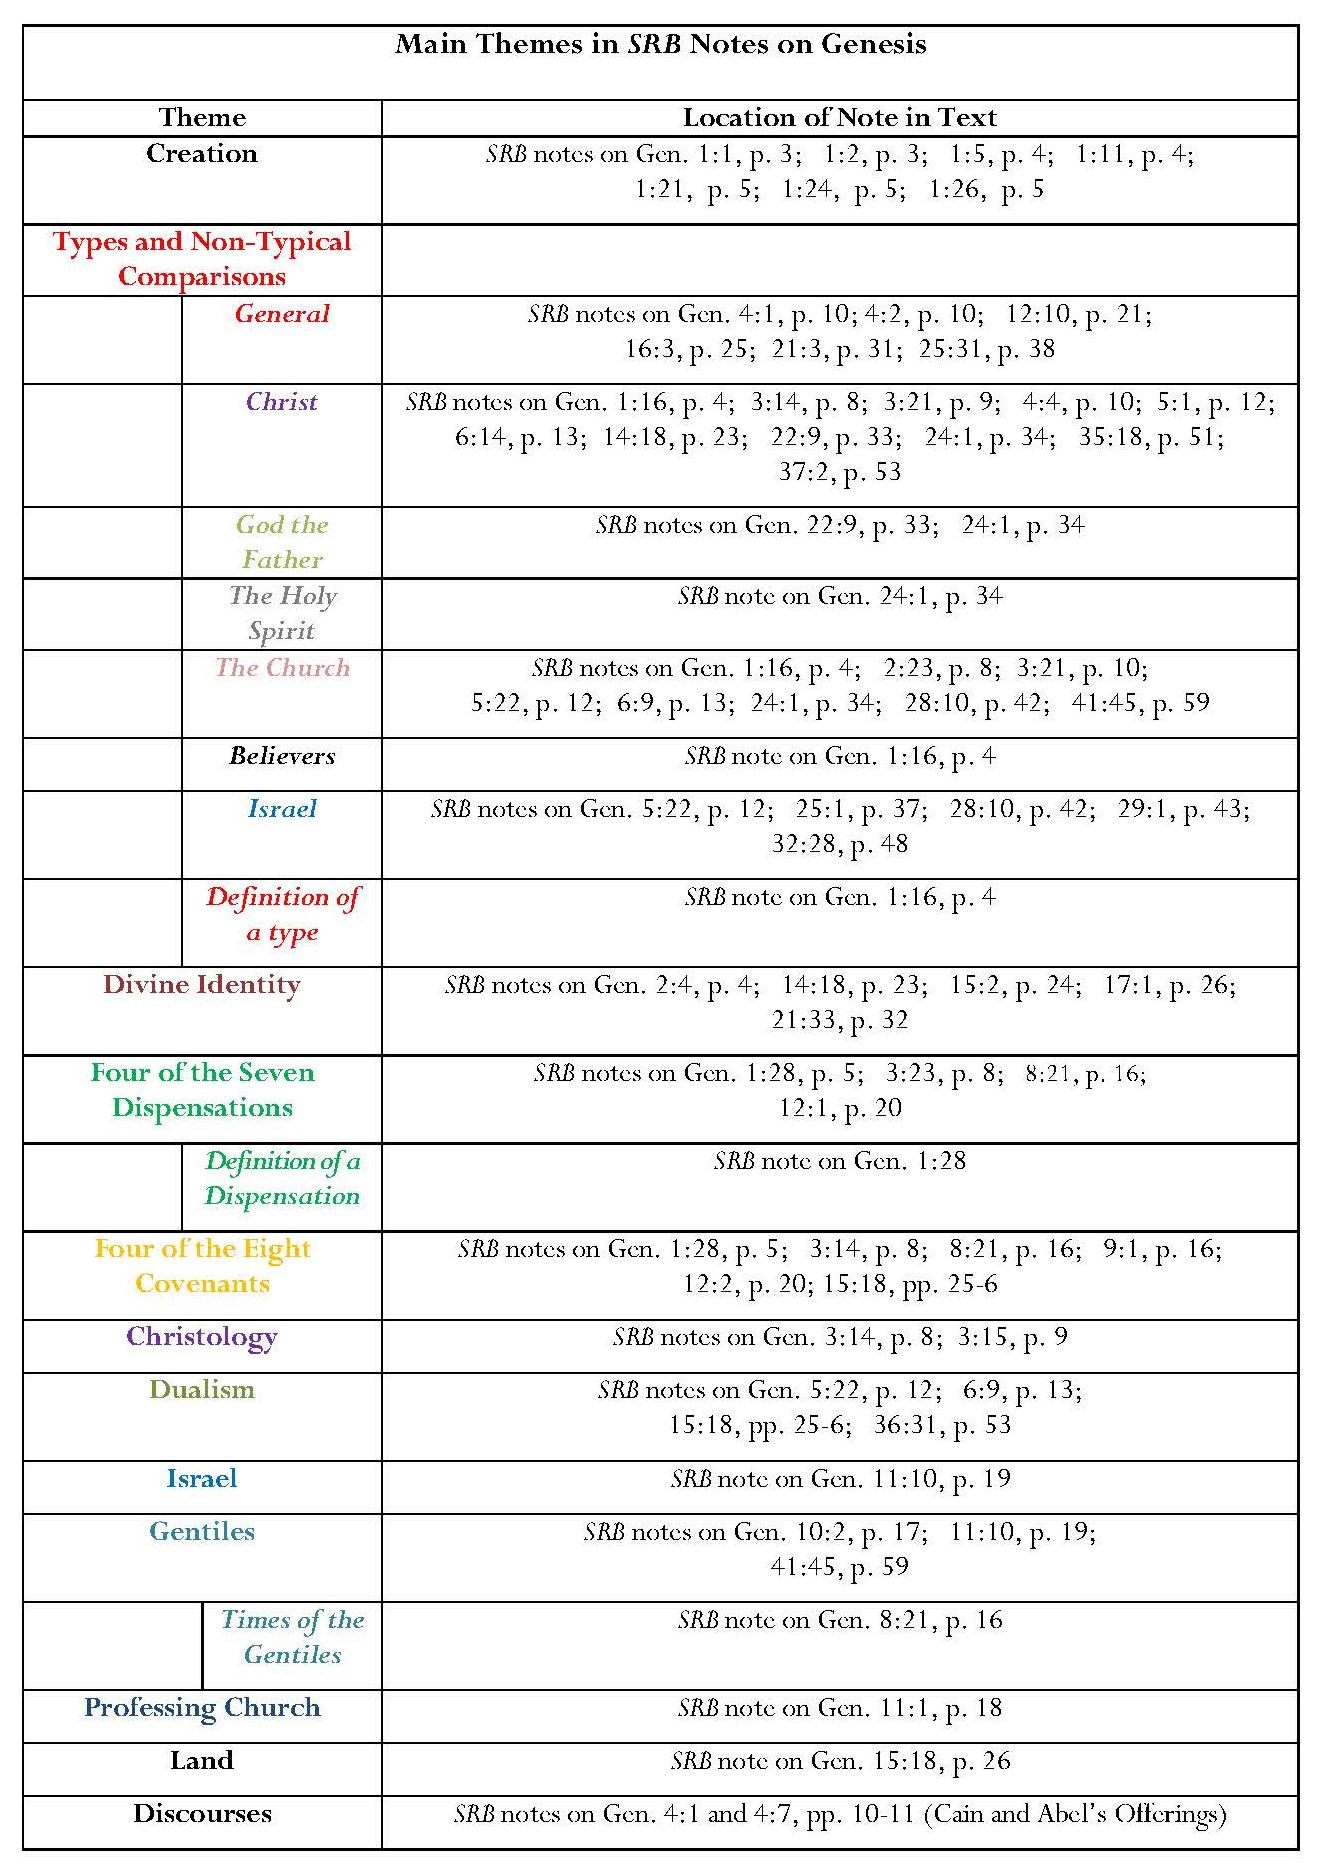 Main Themes in SRB Notes on Genesis
Theme
Location of Note in Text
Creation
SRB notes on Gen. 1:1, p. 3; 1:2, p. 3; 1:5, p. 4; 1:11, p. 4;
1:21, p. 5; 1:24, p. 5; 1:26, p. 5
Types and Non-Typical
Comparisons
General
SRB notes on Gen. 4:1, p. 10; 4:2, p. 10; 12:10, p. 21;
16:3, p. 25; 21:3, p. 31; 25:31, p. 38
Christ
SRB notes on Gen. 1:16, p. 4; 3:14, p. 8; 3:21, p. 9; 4:4, p. 10; 5:1, p. 12;
6:14, p. 13; 14:18, p. 23; 22:9, p. 33; 24:1, p. 34; 35:18, p. 51;
37:2, p. 53
God the
Father
SRB notes on Gen. 22:9, p. 33; 24:1, p. 34
The Holy
Spirit
SRB note on Gen. 24:1, p. 34
The Church
SRB notes on Gen. 1:16, p. 4; 2:23, p. 8; 3:21, p. 10;
5:22, p. 12; 6:9, p. 13; 24:1, p. 34; 28:10, p. 42; 41:45, p. 59
Believers
SRB note on Gen. 1:16, p. 4
Israel
SRB notes on Gen. 5:22, p. 12; 25:1, p. 37; 28:10, p. 42; 29:1, p. 43;
32:28, p. 48
Definition of
a type
SRB note on Gen. 1:16, p. 4
Divine Identity
SRB notes on Gen. 2:4, p. 4; 14:18, p. 23; 15:2, p. 24; 17:1, p. 26;
21:33, p. 32
Four of the Seven
Dispensations
SRB notes on Gen. 1:28, p. 5; 3:23, p. 8; 8:21, p. 16;
12:1, p. 20
Definition of a
Dispensation
SRB note on Gen. 1:28
Four of the Eight
Covenants
SRB notes on Gen. 1:28, p. 5; 3:14, p. 8; 8:21, p. 16; 9:1, p. 16;
12:2, p. 20; 15:18, pp. 25-6
Christology
SRB notes on Gen. 3:14, p. 8; 3:15, p. 9
Dualism
SRB notes on Gen. 5:22, p. 12; 6:9, p. 13;
15:18, pp. 25-6; 36:31, p. 53
Israel
SRB note on Gen. 11:10, p. 19
Gentiles
SRB notes on Gen. 10:2, p. 17; 11:10, p. 19;
41:45, p. 59
Times of the
Gentiles
SRB note on Gen. 8:21, p. 16
Professing Church
SRB note on Gen. 11:1, p. 18
Land
SRB note on Gen. 15:18, p. 26
Discourses
SRB notes on Gen. 4:1 and 4:7, pp. 10-11 (Cain and Abel's Offerings)